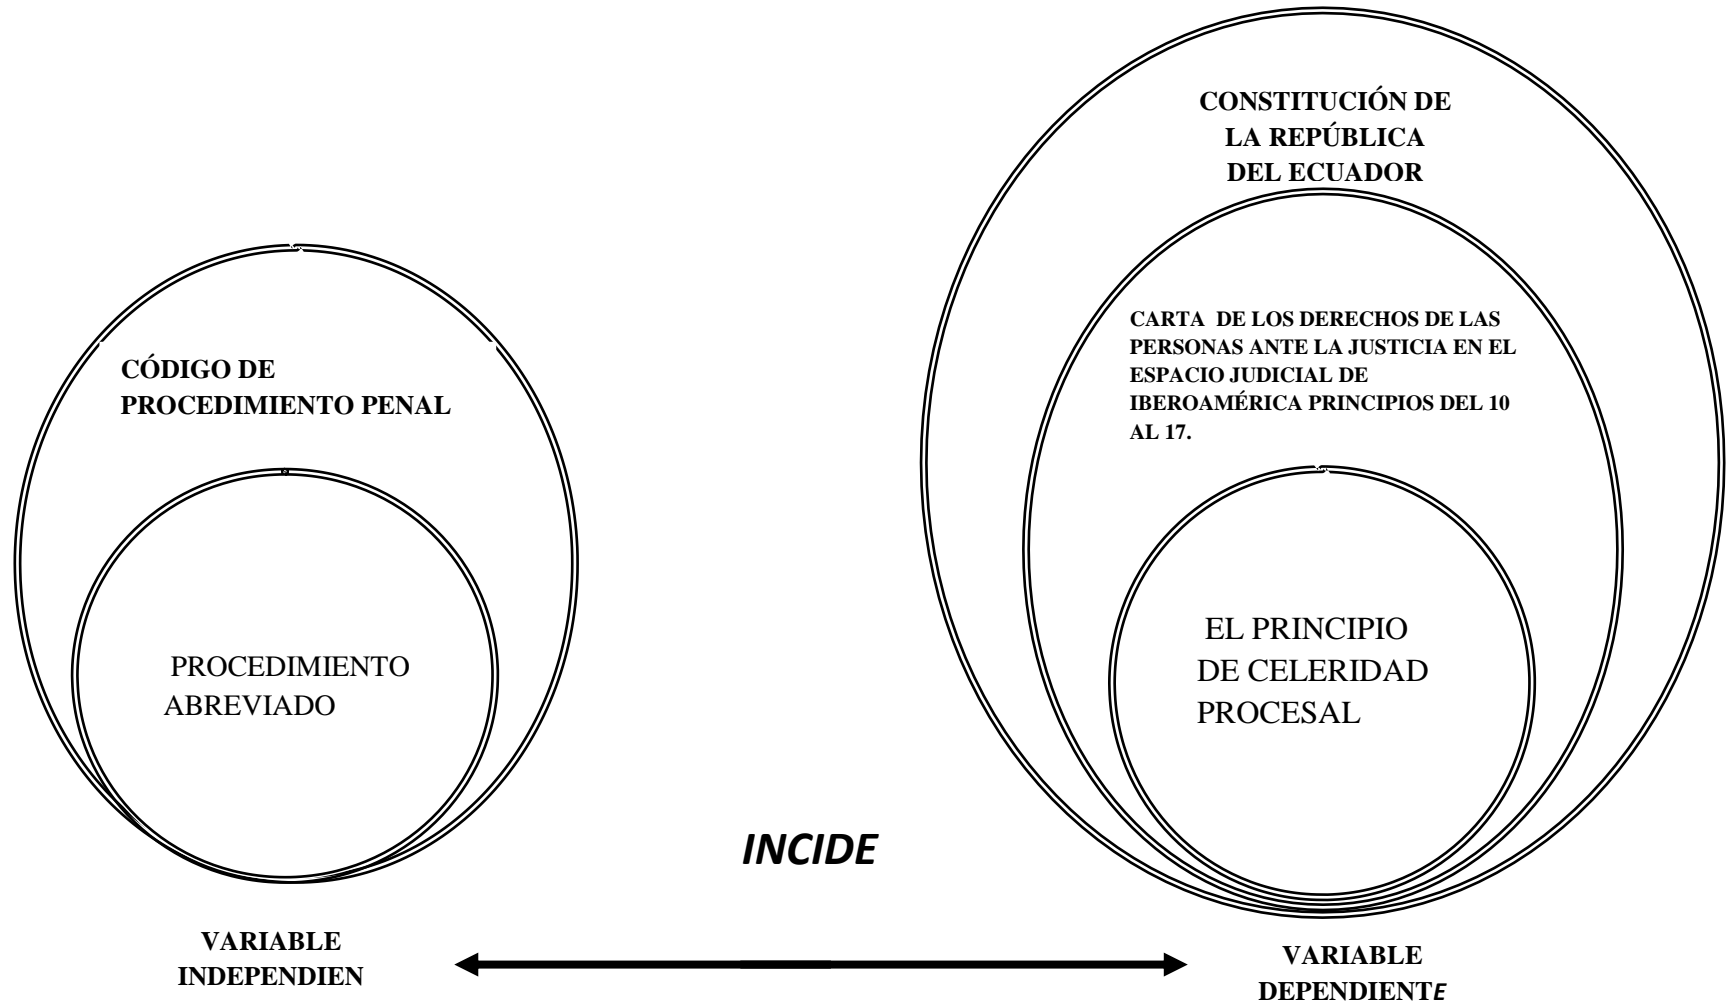 CONSTITUCIÓN DE
LA REPÚBLICA
DEL ECUADOR
CARTA DE LOS DERECHOS DE LAS
PERSONAS ANTE LA JUSTICIA EN EL
ESPACIO JUDICIAL DE
IBEROAMÉRICA PRINCIPIOS DEL 10
AL 17.
EL PRINCIPIO
DE CELERIDAD
PROCESAL
CÓDIGO DE
PROCEDIMIENTO PENAL
PROCEDIMIENTO
ABREVIADO
INCIDE
VARIABLE
INDEPENDIEN
VARIABLE
DEPENDIENTE